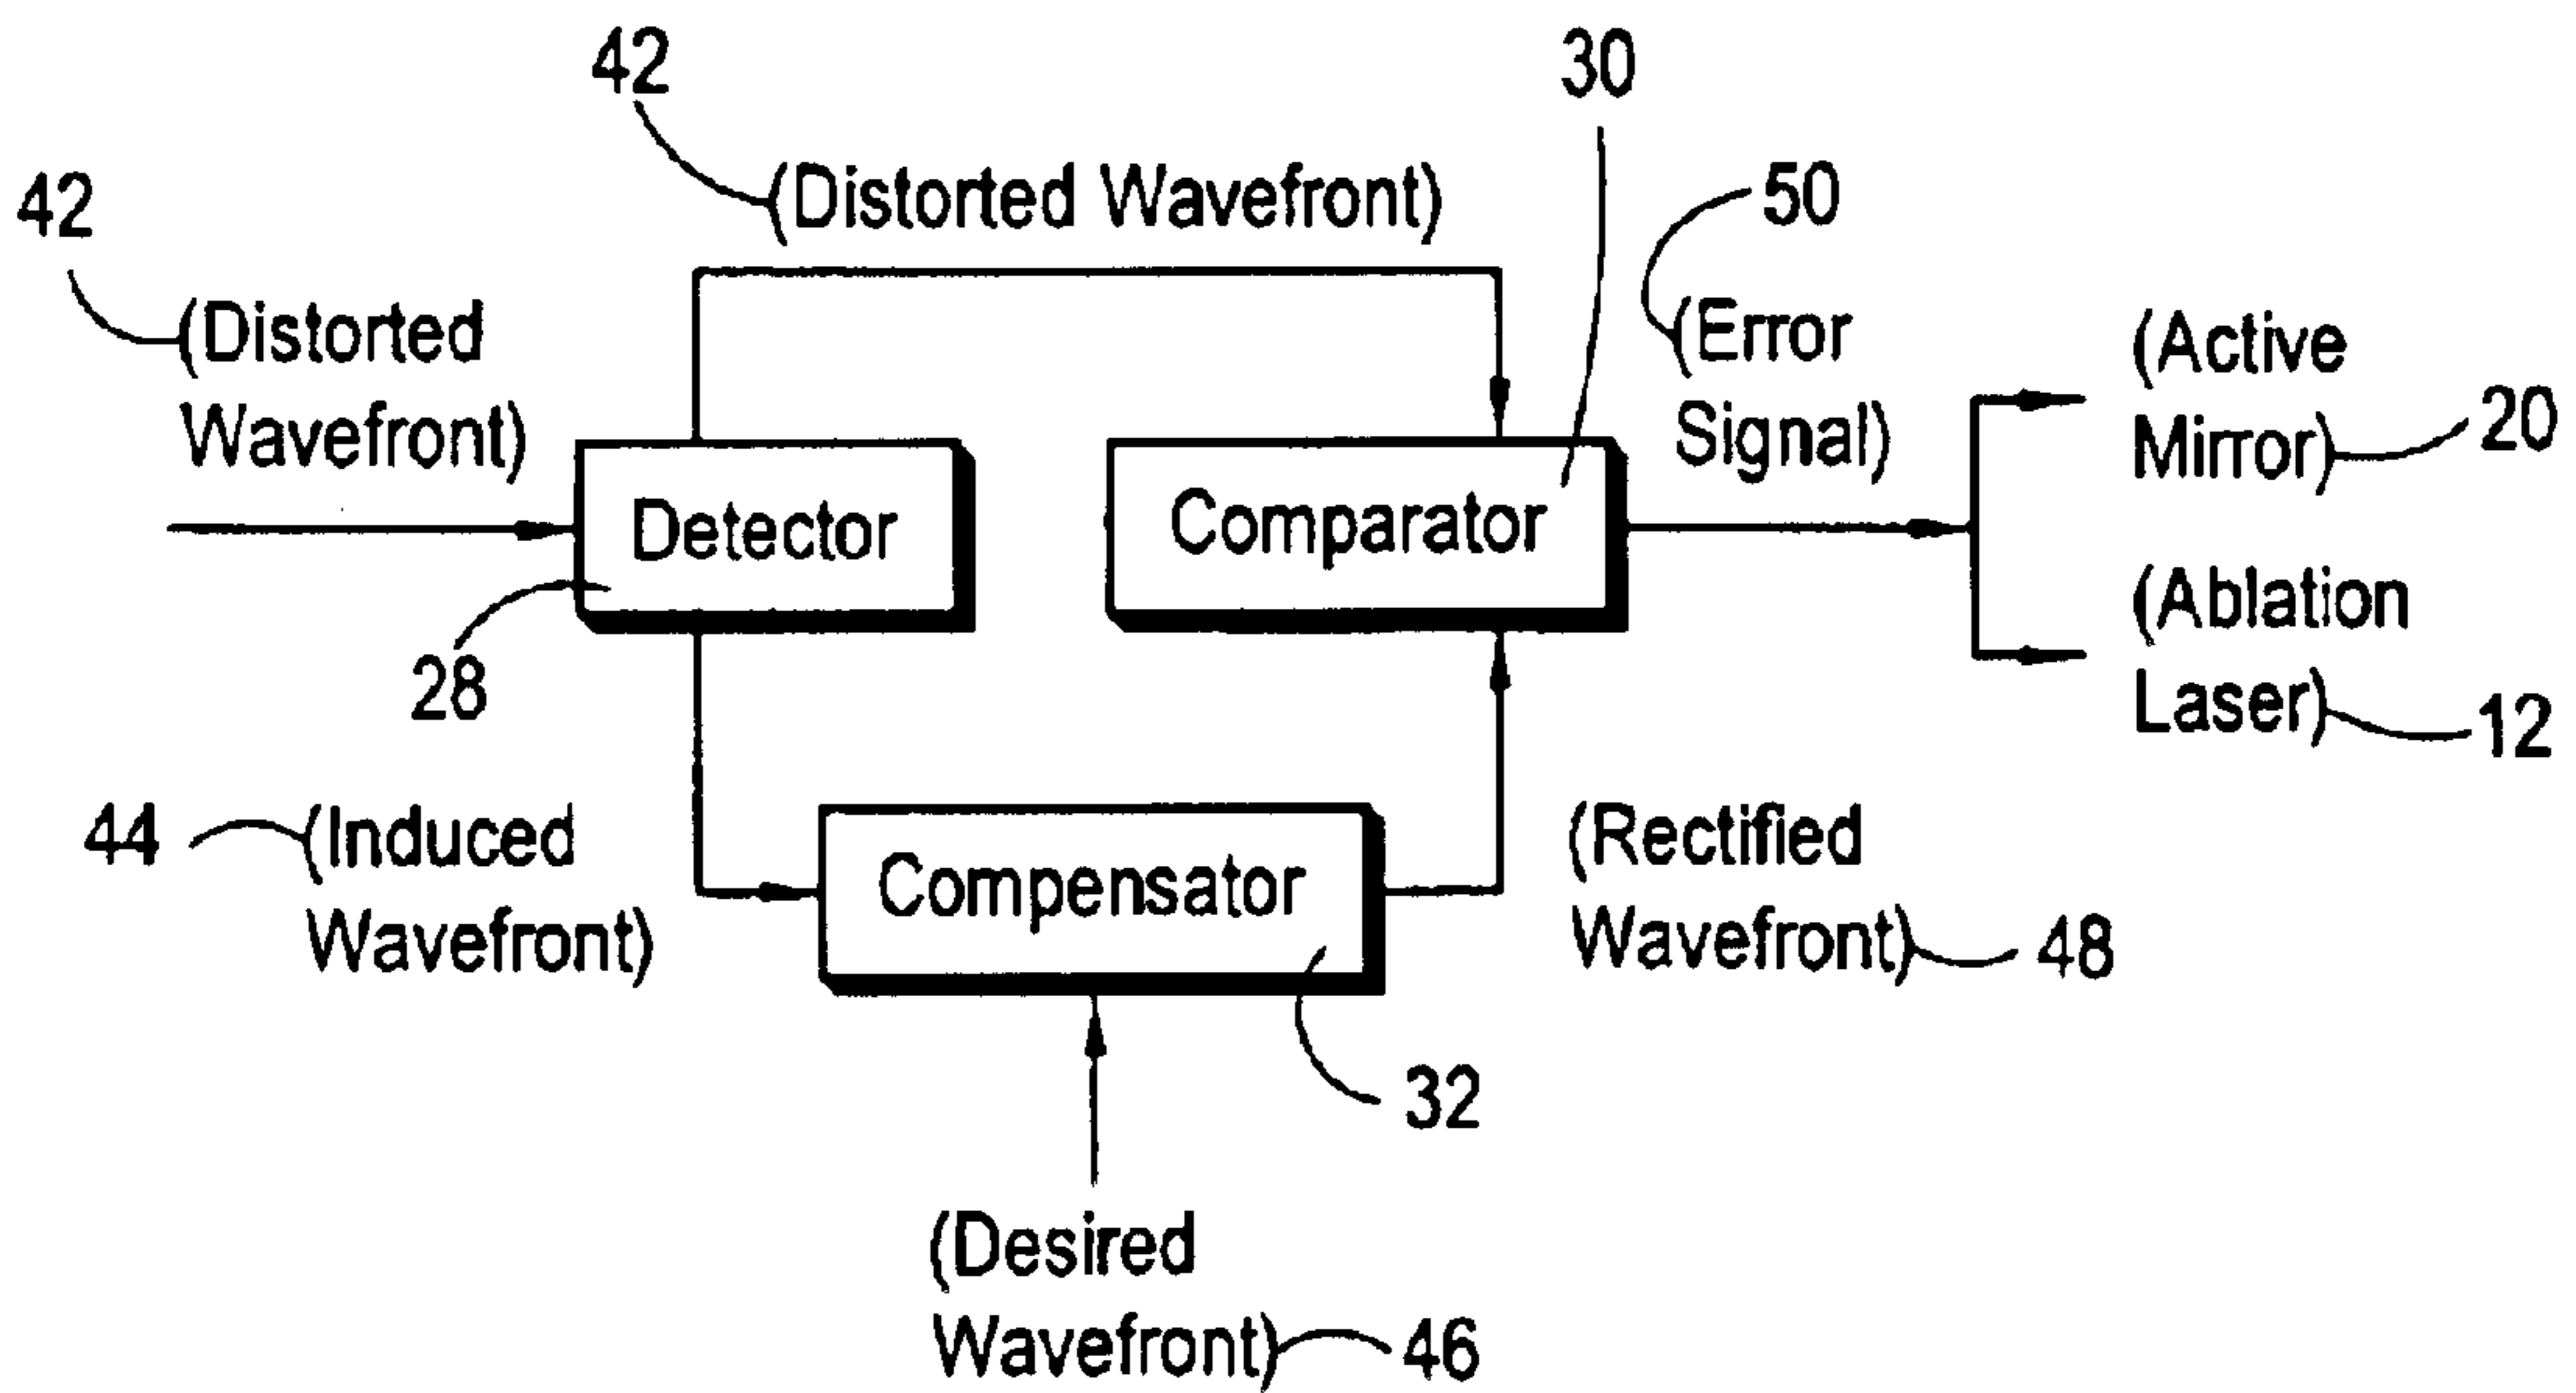 42
30
42
(Distorted Wavefront)
50
(Distorted
Wavefront)
(Error
Signal)
(Active
Mirror)
20
Detector
Comparator
28
(Ablation
Laser)
12
44
(Induced
Wavefront)
Compensator
(Rectified
Wavefront)
48
32
(Desired
Wavefront)
46